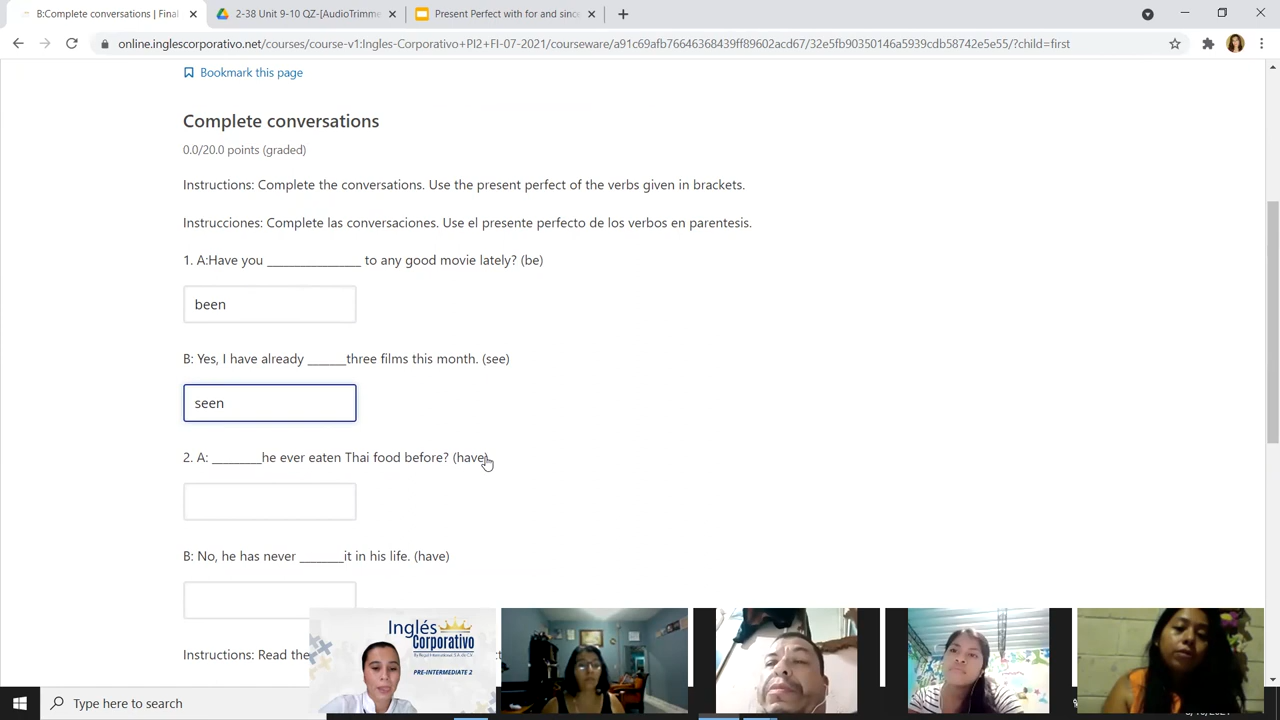 B:Complete conversations | Final
2-38 Unit 9-10 QZ-[AudioTrimme
Present Perfect with for and since
online.inglescorporativo.net/courses/course-v1:Ingles-Corporativo+PI2+FI-07-2021/courseware/a91c69afb76646368439ff89602acd67/32e5fb90350146a5939cdb58742e5e55/?child=first
Bookmark this page
Complete conversations
0.0/20.0 points (graded)
Instructions: Complete the conversations. Use the present perfect of the verbs given in brackets.
Instrucciones: Complete las conversaciones. Use el presente perfecto de los verbos en parentesis.
1. A:Have you ________________ to any good movie lately? (be)
been
B: Yes, I have already ______three films this month. (see)
seen
2. A: ________he ever eaten Thai food before? (have)
B: No, he has never _______it in his life. (have)
Instructions: Read the
Inglés
Corporativo
PRE-INTERMEDIATE 2
Type here to search